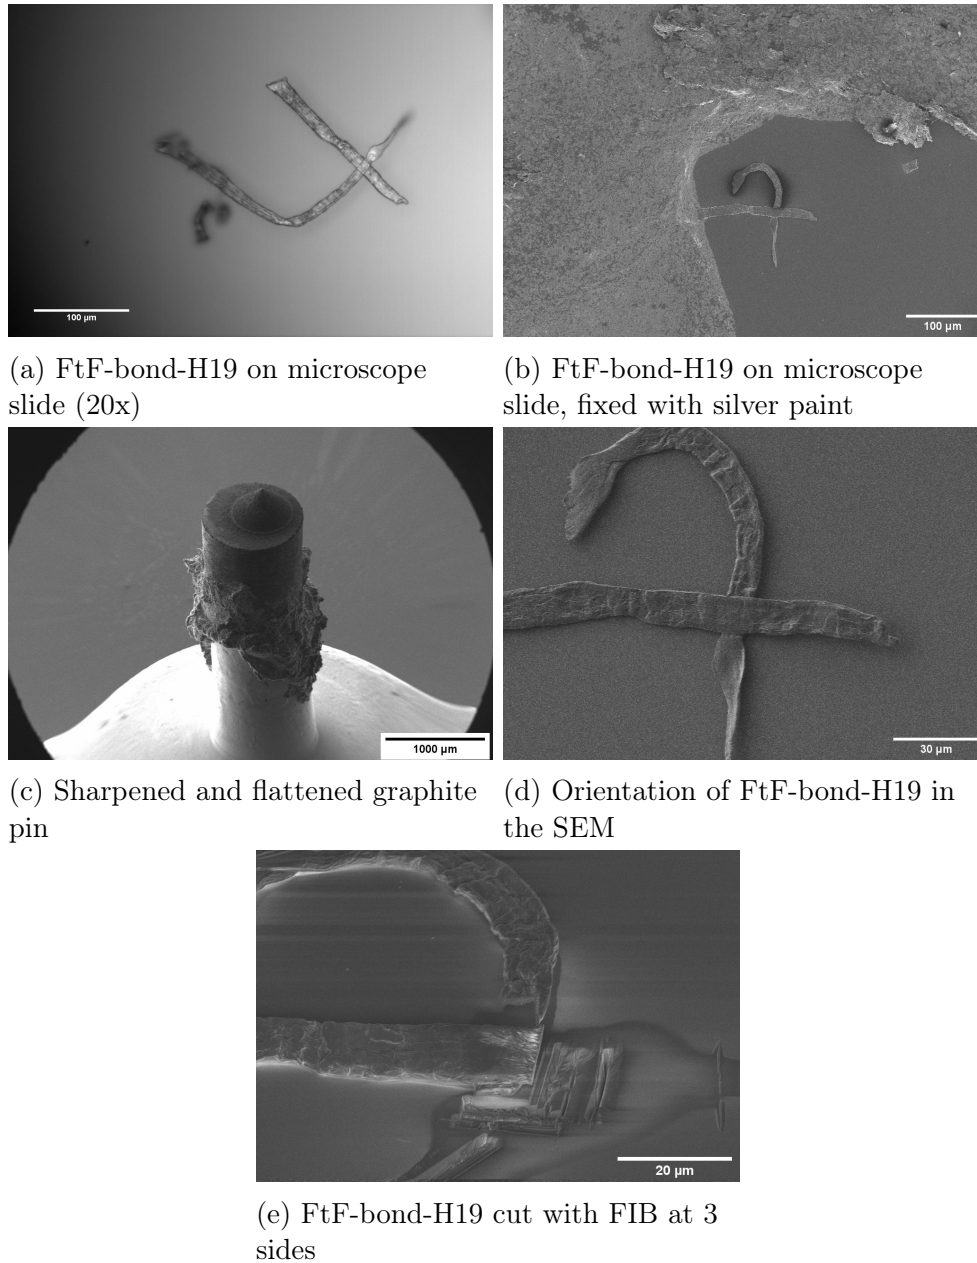 100 µm
100 µm
(a) FtF-bond-H19 on microscope
slide (20x)
(b) FtF-bond-H19 on microscope
slide, fixed with silver paint
1000 µm
30 µm
(c) Sharpened and flattened graphite
pin
(d) Orientation of FtF-bond-H19 in
the SEM
20 µm
(e) FtF-bond-H19 cut with FIB at 3
sides